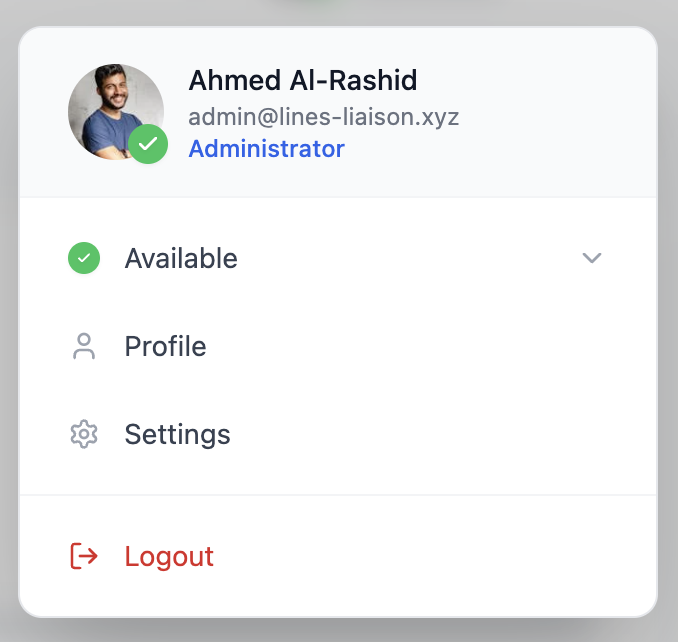 Ahmed Al-Rashid
admin@lines-liaison.xyz
Administrator
Available
Profile
Settings
Logout